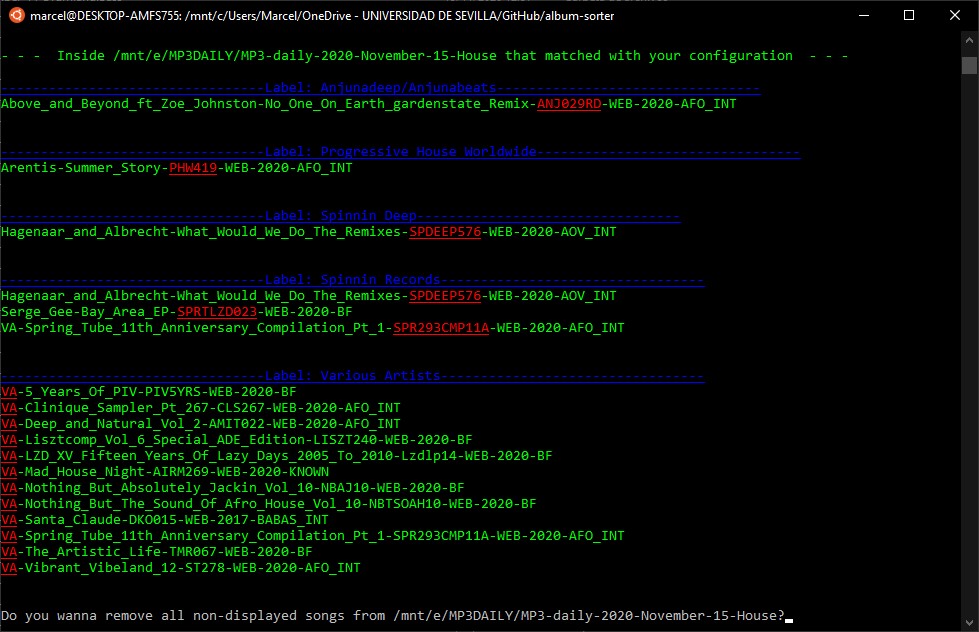 marcel@DESKTOP-AMFS755: /mnt/c/Users/Marcel/OneDrive - UNIVERSIDAD DE SEVILLA/GitHub/album-sorter
- - -  Inside /mnt/e/MP3DAILY/MP3-daily-2020-November-15-House that matched with your configuration  - - -
---------------------------------Label: Anjunadeep/Anjunabeats---------------------------------
Above_and_Beyond_ft_Zoe_Johnston-No_One_On_Earth_gardenstate_Remix-ANJ029RD-WEB-2020-AFO_INT
---------------------------------Label: Progressive House Worldwide---------------------------------
Arentis-Summer_Story-PHW419-WEB-2020-AFO_INT
---------------------------------Label: Spinnin Deep---------------------------------
Hagenaar_and_Albrecht-What_Would_We_Do_The_Remixes-SPDEEP576-WEB-2020-AOV_INT
---------------------------------Label: Spinnin Records---------------------------------
Hagenaar_and_Albrecht-What_Would_We_Do_The_Remixes-SPDEEP576-WEB-2020-AOV_INT
Serge_Gee-Bay_Area_EP-SPRTLZD023-WEB-2020-BF
VA-Spring_Tube_11th_Anniversary_Compilation_Pt_1-SPR293CMP11A-WEB-2020-AFO_INT
---------------------------------Label: Various Artists---------------------------------
VA-5_Years_Of_PIV-PIV5YRS-WEB-2020-BF
VA-Clinique_Sampler_Pt_267-CLS267-WEB-2020-AFO_INT
VA-Deep_and_Natural_Vol_2-AMIT022-WEB-2020-AFO_INT
VA-Lisztcomp_Vol_6_Special_ADE_Edition-LISZT240-WEB-2020-BF
VA-LZD_XV_Fifteen_Years_Of_Lazy_Days_2005_To_2010-Lzdlp14-WEB-2020-BF
VA-Mad_House_Night-AIRM269-WEB-2020-KNOWN
VA-Nothing_But_Absolutely_Jackin_Vol_10-NBAJ10-WEB-2020-BF
VA-Nothing_But_The_Sound_Of_Afro_House_Vol_10-NBTSOAH10-WEB-2020-BF
VA-Santa_Claude-DKO015-WEB-2017-BABAS_INT
VA-Spring_Tube_11th_Anniversary_Compilation_Pt_1-SPR293CMP11A-WEB-2020-AFO_INT
VA-The_Artistic_Life-TMR067-WEB-2020-BF
VA-Vibrant_Vibeland_12-ST278-WEB-2020-AFO_INT
Do you wanna remove all non-displayed songs from /mnt/e/MP3DAILY/MP3-daily-2020-November-15-House?